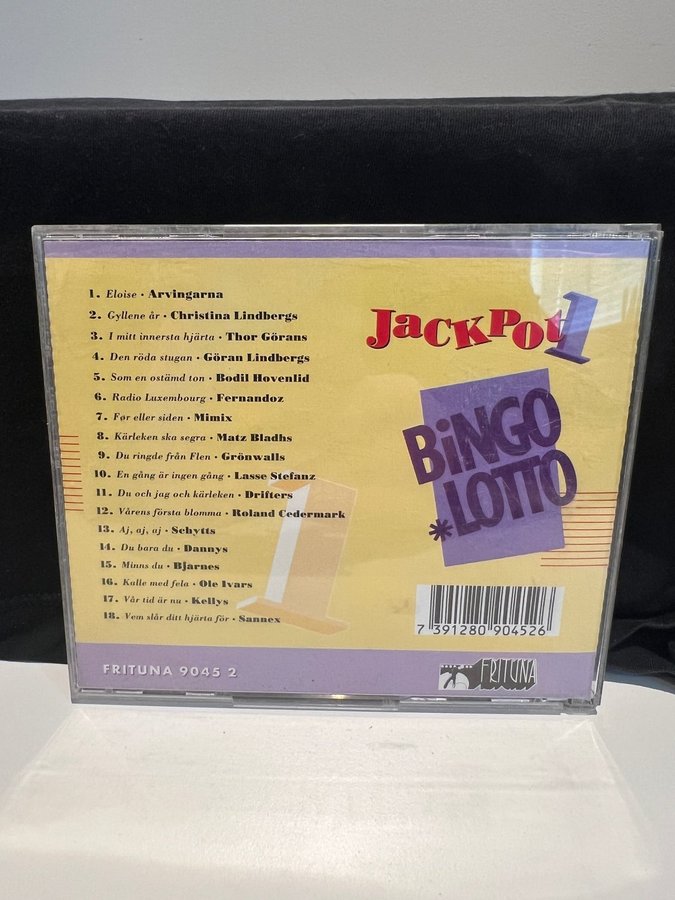 1. Eloise • Arvingarna
2. Gyllene år • Christina Lindbergs
3. I mitt innersta hjärta • Thor Görans
4. Den röda stugan • Göran Lindbergs
5. Som en ostämd ton • Bodil Hovenlid
6. Radio Luxembourg • Fernandoz
7. Før eller siden • Mimix
8. Kärleken ska segra • Matz Bladhs
9. Du ringde från Flen • Grönwalls
10. En gång är ingen gång • Lasse Stefanz
11. Du och jag och kärleken • Drifters
12. Vårens första blomma • Roland Cedermark
13. Aj, aj, aj • Schytts
14. Du bara du • Dannys
15. Minns du • Bjärnes
16. Kalle med fela • Ole Ivars
17. Vår tid är nu • Kellys
18. Vem slår ditt hjärta för • Sannex
JaCKPot 1
BiNGO
*LOTTO
1
7 391280 904526
FRITUNA 9045 2
FRITUNA